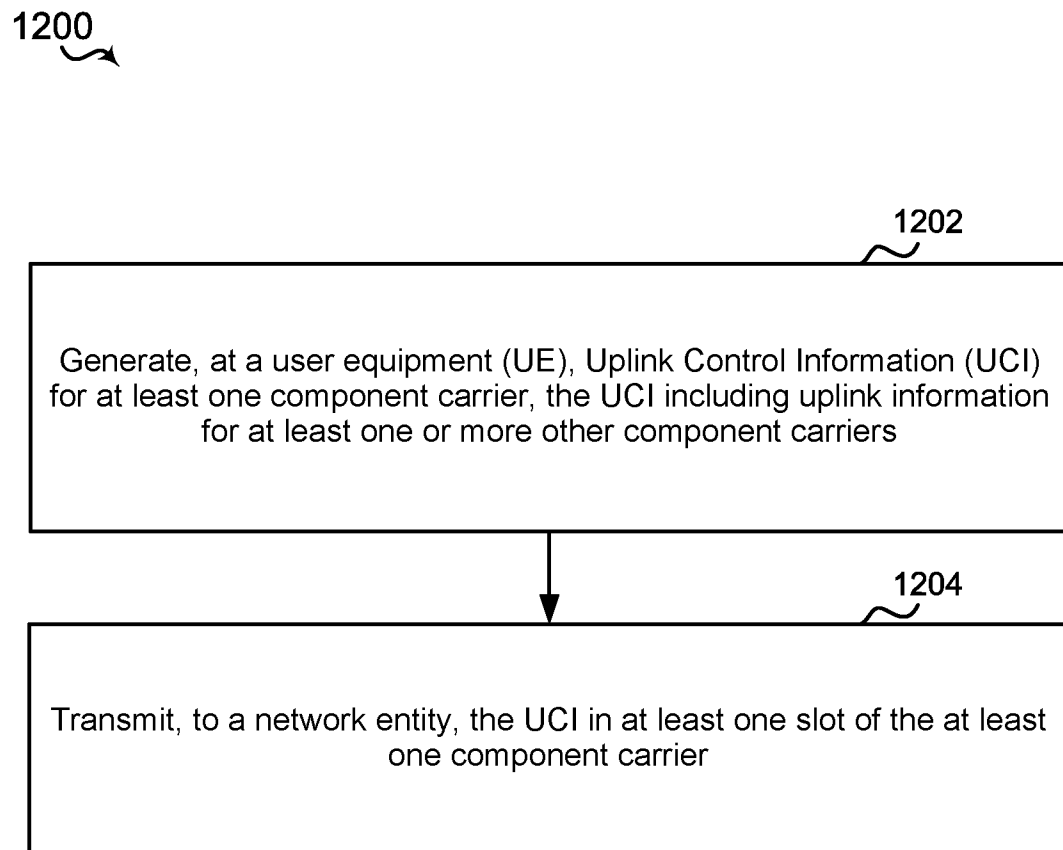 1200
1202
Generate, at a user equipment (UE), Uplink Control Information (UCI)
for at least one component carrier, the UCI including uplink information
for at least one or more other component carriers
1204
Transmit, to a network entity, the UCI in at least one slot of the at least
one component carrier